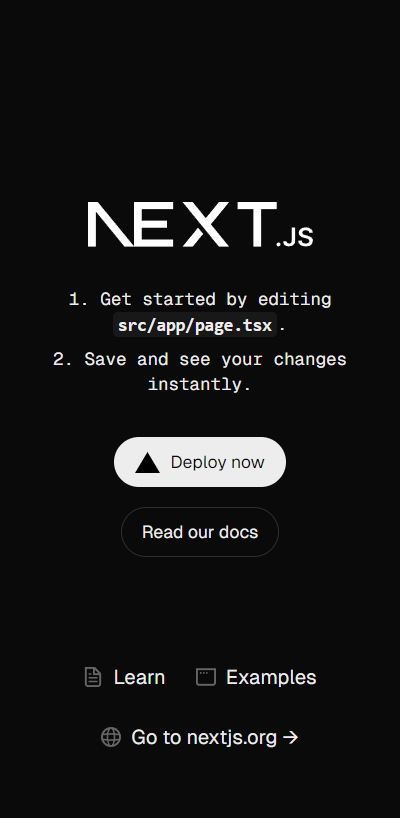 NEXT.JS
1. Get started by editing
src/app/page.tsx.
2. Save and see your changes
instantly.
Deploy now
Read our docs
Learn
Examples
Go to nextjs.org →